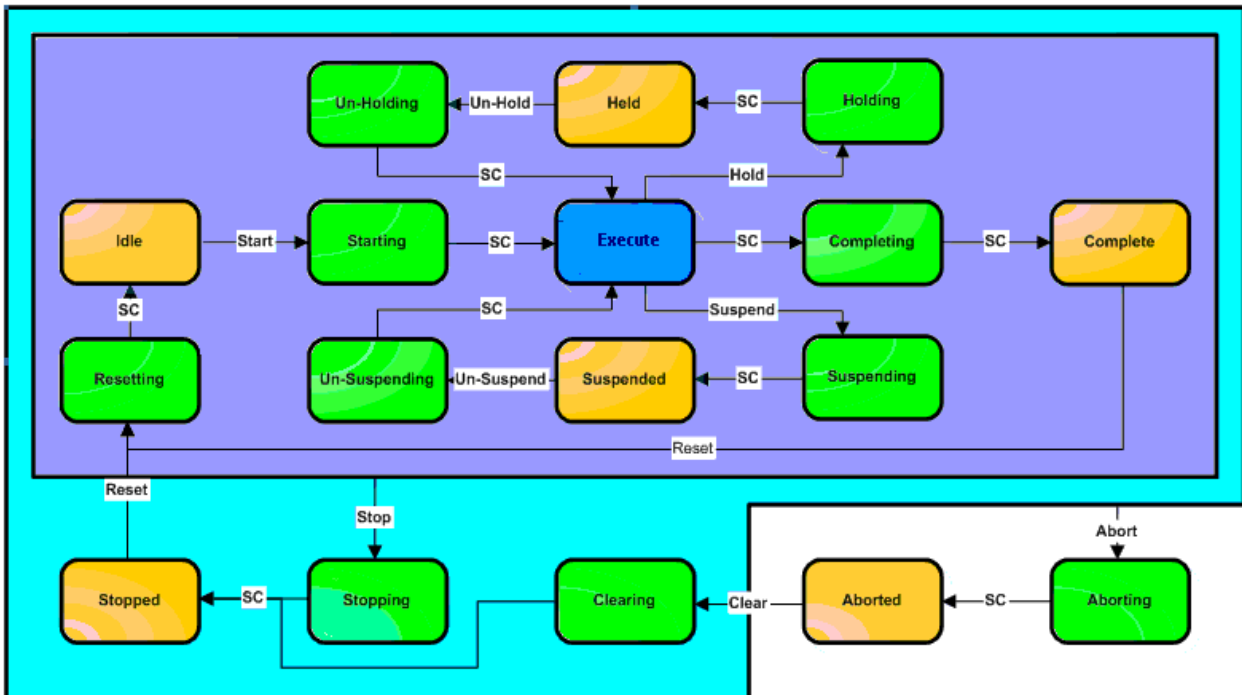 Un-Holding
Un-Hold
Held
SC
Holding
SC
Hold
Idle
Start
Starting
SC
Execute
SC
Completing
SC
Complete
SC
SC
Suspend
Resetting
Un-Suspending
Un-Suspend
Suspended
SC
Suspending
Reset
Reset
Stop
Abort
Stopped
SC
Stopping
Clearing
Clear
Aborted
SC
Aborting